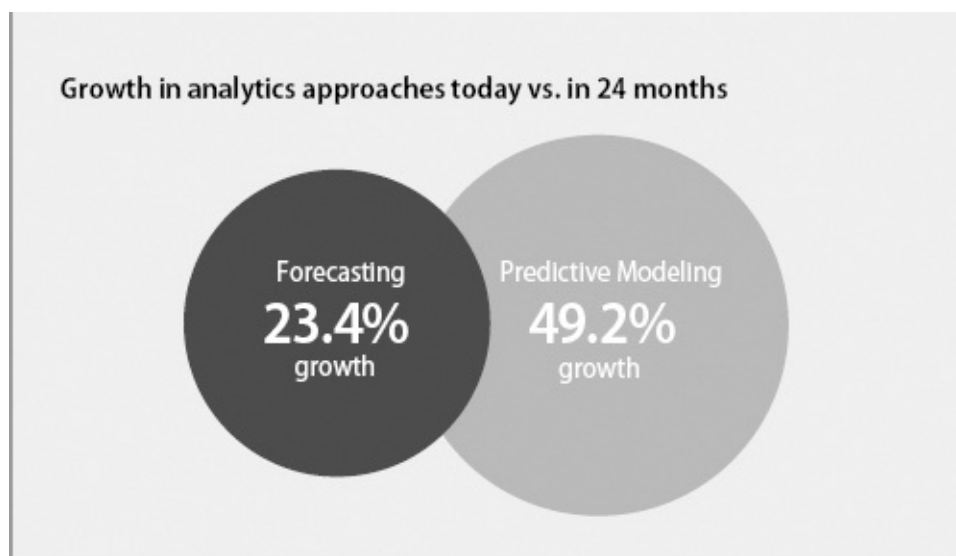 Growth in analytics approaches today vs. in 24 months
Forecasting
23.4%
growth
Predictive Modeling
49.2%
growth